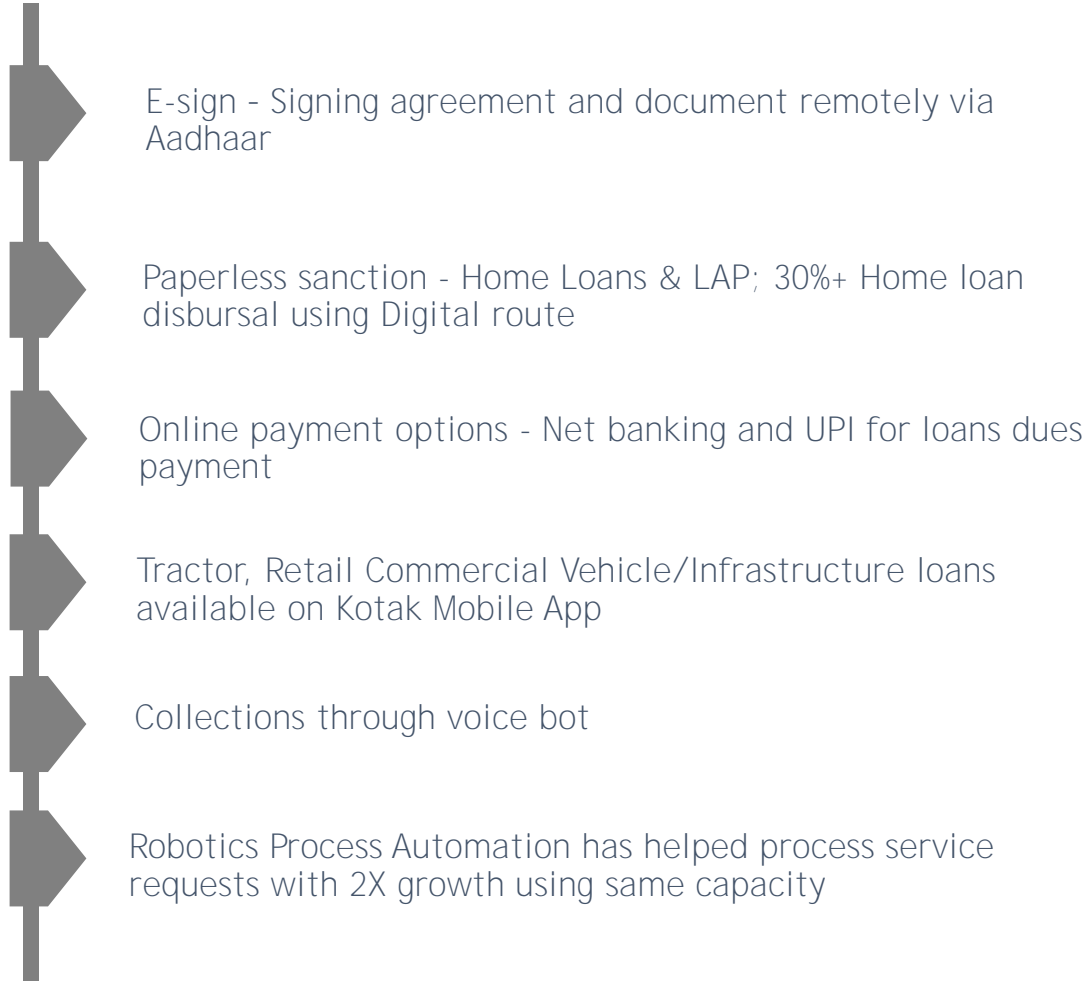 E-sign - Signing agreement and document remotely via
Aadhaar
Paperless sanction - Home Loans & LAP; 30%+ Home loan
disbursal using Digital route
Online payment options - Net banking and UPI for loans dues
payment
Tractor, Retail Commercial Vehicle/Infrastructure loans
available on Kotak Mobile App
Collections through voice bot
Robotics Process Automation has helped process service
requests with 2X growth using same capacity